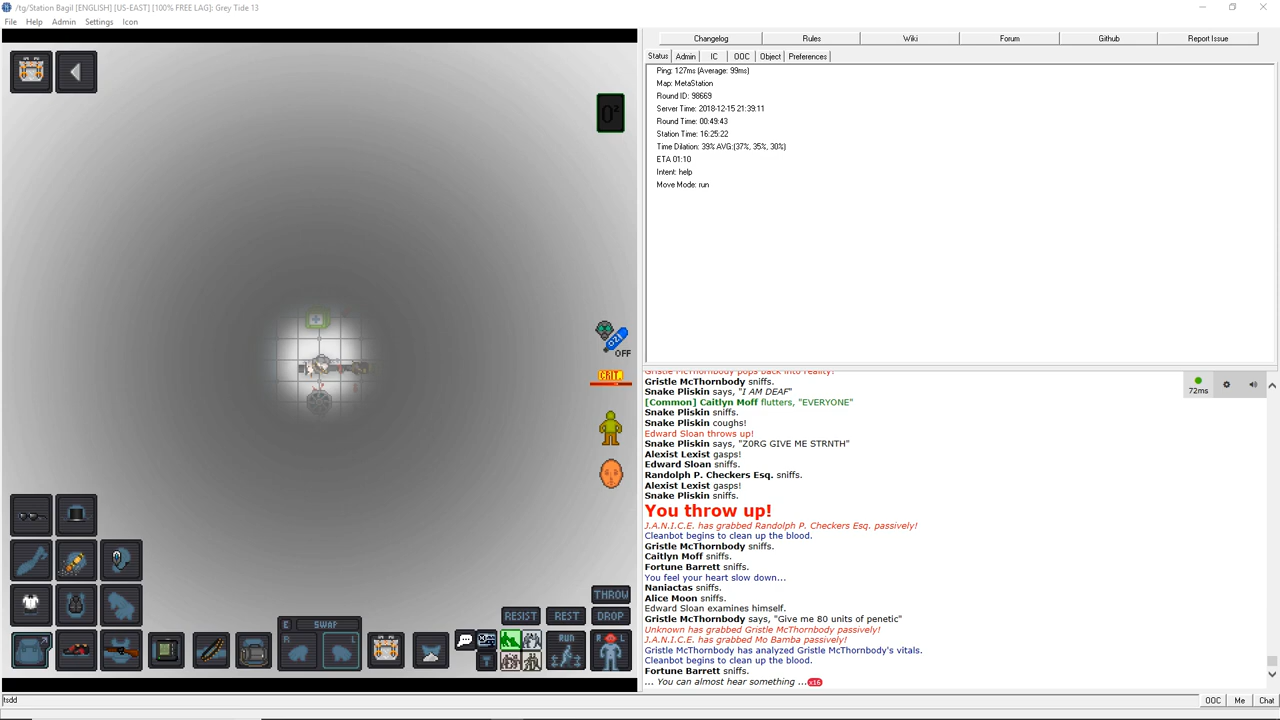 /tg/Station Bagil [ENGLISH] [US-EAST] [100% FREE LAG]: Grey Tide 13
File Help Admin Settings Icon
Changelog Rules Wiki Forum Github Report Issue
Status Admin IC OOC Object Preferences
Ping: 127ms (Average: 99ms)
Map: MetaStation
Round ID: 98669
Server Time: 2018-12-15 21:39:11
Round Time: 00:49:43
Station Time: 16:25:22
Time Dilation: 39% AVG:(37%, 35%, 30%)
ETA 01:10
Intent: help
Move Mode: run
OFF
CRIT
Gristle McThornbody pops back into reality!
Gristle McThornbody sniffs.
72ms
Snake Pliskin says, "I AM DEAF"
[Common] Caitlyn Moff flutters, "EVERYONE"
Snake Pliskin sniffs.
Snake Pliskin coughs!
Edward Sloan throws up!
Snake Pliskin says, "Z0RG GIVE ME STRNTH"
Alexist Lexist gasps!
Edward Sloan sniffs.
Randolph P. Checkers Esq. sniffs.
Alexist Lexist gasps!
Snake Pliskin sniffs.
You throw up!
J.A.N.I.C.E. has grabbed Randolph P. Checkers Esq. passively!
Cleanbot begins to clean up the blood.
Gristle McThornbody sniffs.
Caitlyn Moff sniffs.
Fortune Barrett sniffs.
You feel your heart slow down...
Naniactas sniffs.
Alice Moon sniffs.
Edward Sloan examines himself.
Gristle McThornbody says, "Give me 80 units of penetic"
Unknown has grabbed Gristle McThornbody passively!
J.A.N.I.C.E. has grabbed Mo Bamba passively!
Gristle McThornbody has analyzed Gristle McThornbody's vitals.
Cleanbot begins to clean up the blood.
Fortune Barrett sniffs.
... You can almost hear something ... x16
THROW
RESIST REST DROP
E SWAP
R L RUN R L
tsdd
OOC Me Chat